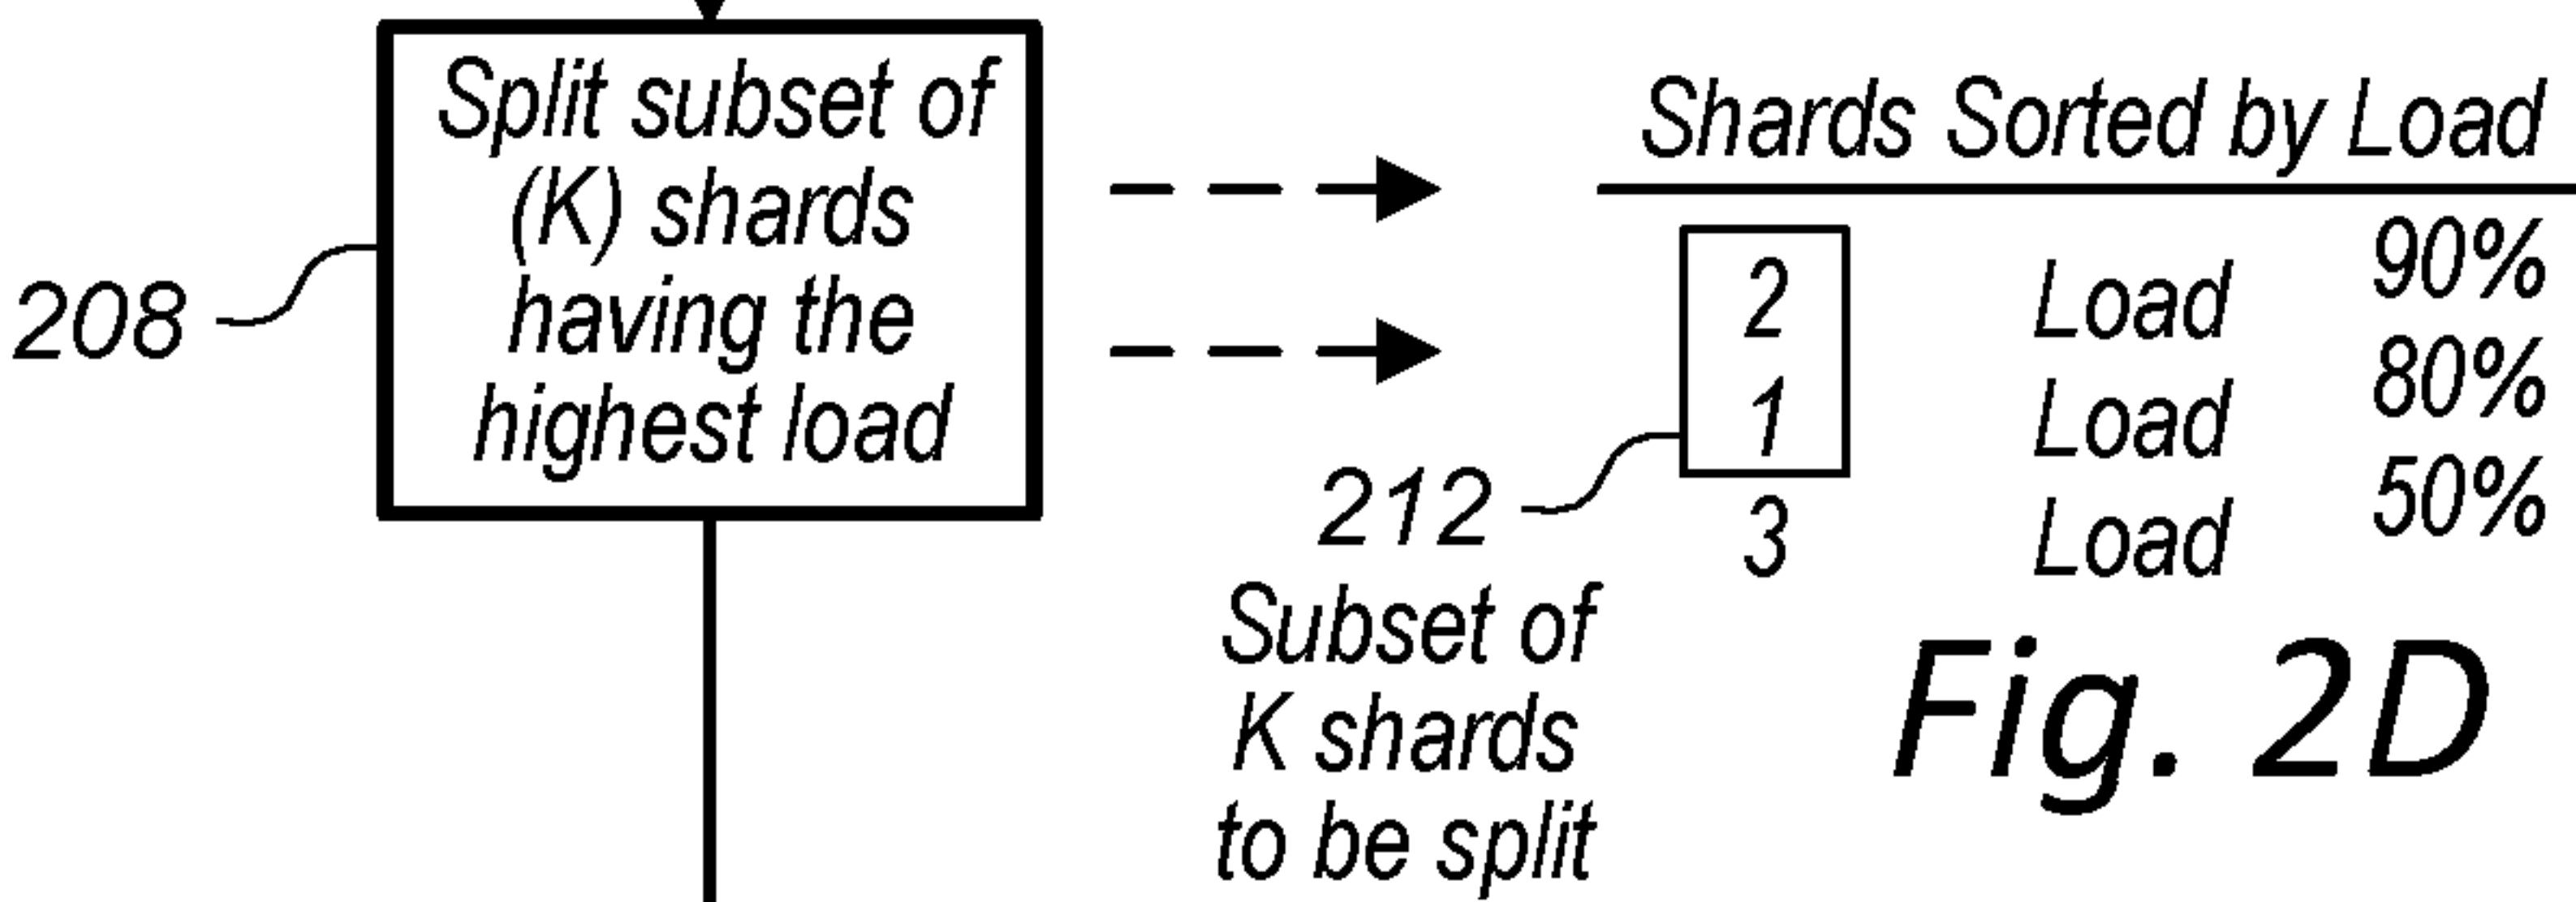 Split subset of
(K) shards
having the
highest load
208
Shards Sorted by Load
2 Load 90%
1 Load 80%
3 Load 50%
212
Subset of
K shards
to be split
Fig. 2D